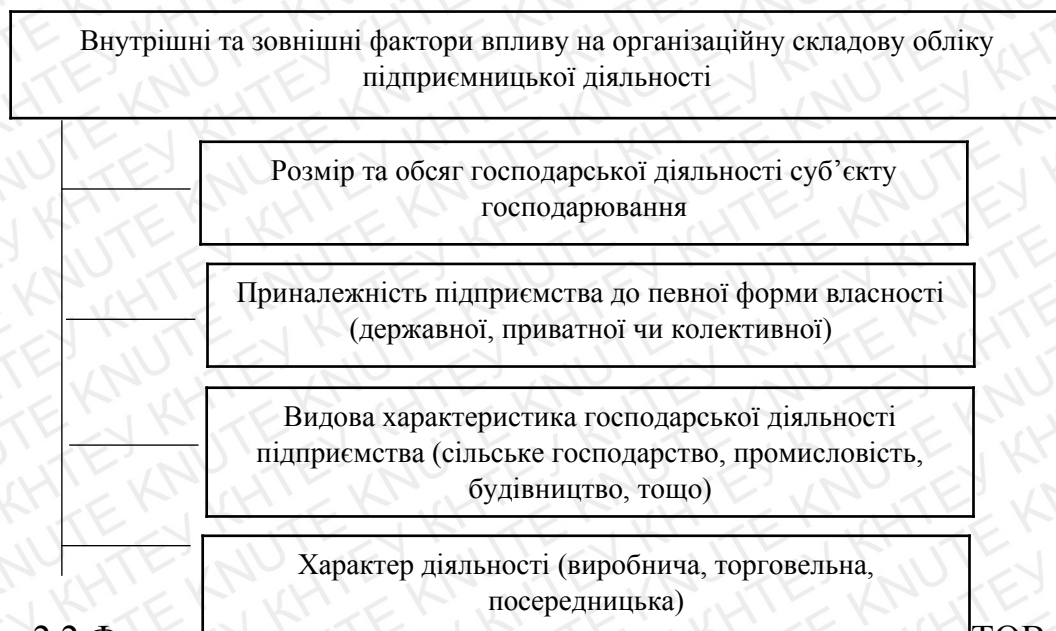 Внутрішні та зовнішні фактори впливу на організаційну складову обліку
підприємницької діяльності
Розмір та обсяг господарської діяльності суб’єкту
господарювання
Приналежність підприємства до певної форми власності
(державної, приватної чи колективної)
Видова характеристика господарської діяльності
підприємства (сільське господарство, промисловість,
будівництво, тощо)
Характер діяльності (виробнича, торговельна,
посередницька)